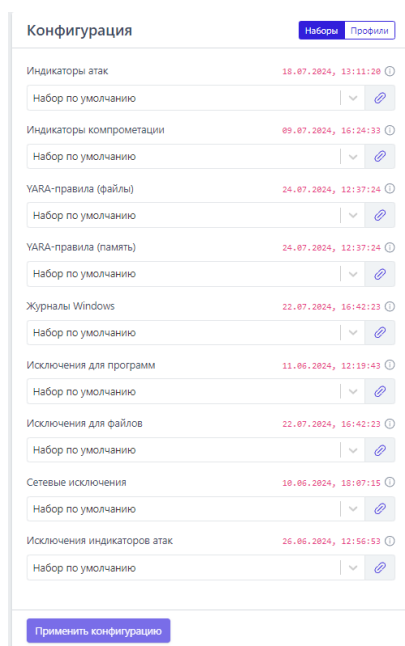 Конфигурация
Наборы Профили
Индикаторы атак 18.07.2024, 13:11:20
Набор по умолчанию
Индикаторы компрометации 09.07.2024, 16:24:33
Набор по умолчанию
YARA-правила (файлы) 24.07.2024, 12:37:24
Набор по умолчанию
YARA-правила (память) 24.07.2024, 12:37:24
Набор по умолчанию
Журналы Windows 22.07.2024, 16:42:23
Набор по умолчанию
Исключения для программ 11.06.2024, 12:19:43
Набор по умолчанию
Исключения для файлов 22.07.2024, 16:42:23
Набор по умолчанию
Сетевые исключения 10.06.2024, 18:07:15
Набор по умолчанию
Исключения индикаторов атак 26.06.2024, 12:56:53
Набор по умолчанию
Применить конфигурацию